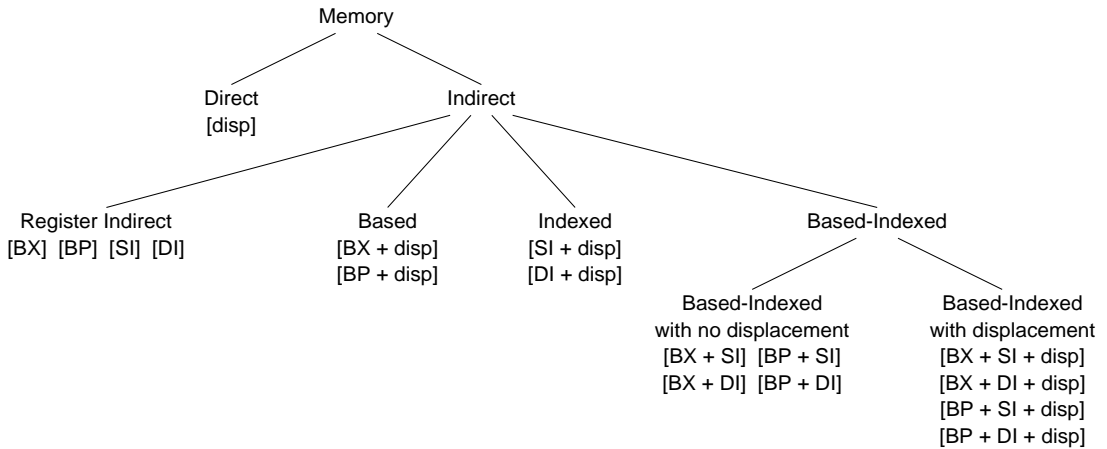 Memory
Direct
[disp]
Indirect
Register Indirect
[BX] [BP] [SI] [DI]
Based
[BX + disp]
[BP + disp]
Indexed
[SI + disp]
[DI + disp]
Based-Indexed
Based-Indexed
with no displacement
[BX + SI] [BP + SI]
[BX + DI] [BP + DI]
Based-Indexed
with displacement
[BX + SI + disp]
[BX + DI + disp]
[BP + SI + disp]
[BP + DI + disp]